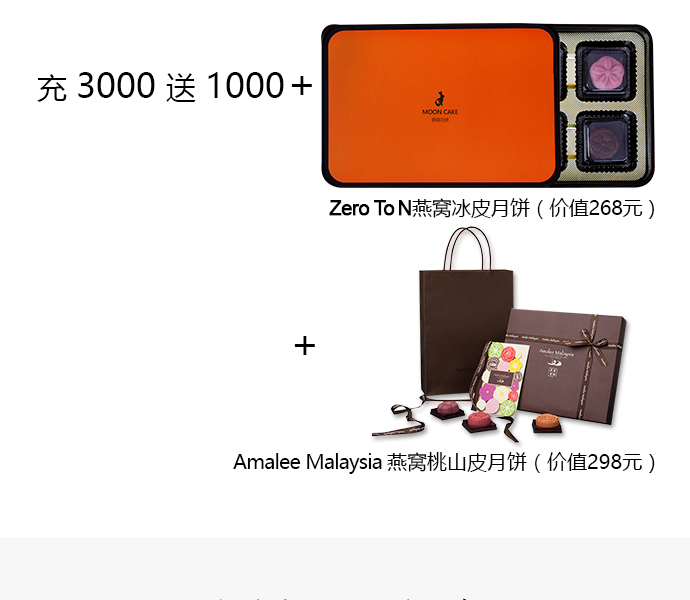 充 3000 送 1000+
MOON CAKE
Zero To N燕窝冰皮月饼（价值268元）
+
Amalee Malaysia
Amalee Malaysia 燕窝桃山皮月饼（价值298元）